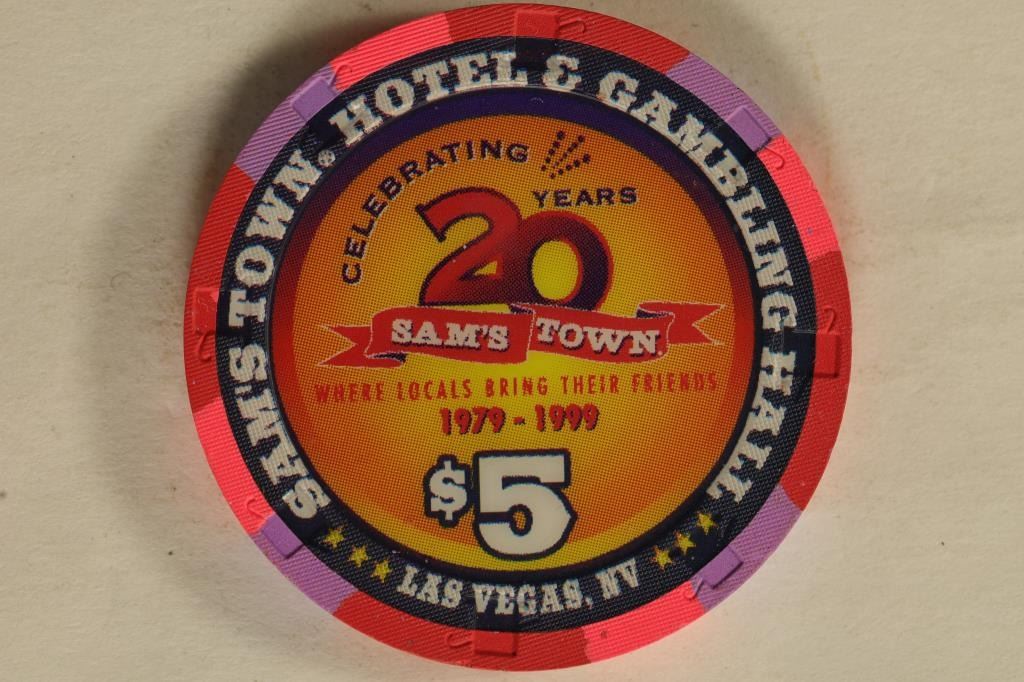 SAM'S TOWN® HOTEL & GAMBLING HALL
CELEBRATING
20
YEARS
SAM'S TOWN®
WHERE LOCALS BRING THEIR FRIENDS
1979 - 1999
$5
LAS VEGAS, NV